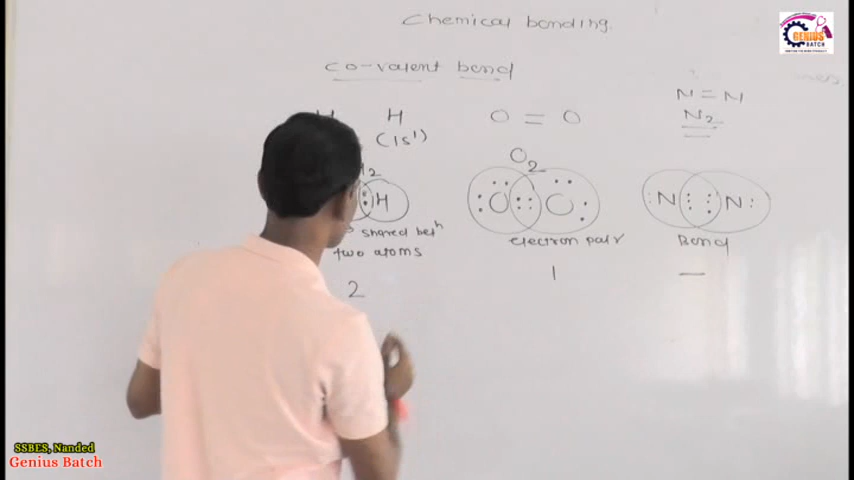 Chemical bonding.
GENIUS
BATCH
co-valent bond
H H O = O N = N
(1s¹) N₂
O₂
H O O :N N:
shared betⁿ electron pair Bond
two atoms
2 1 —
SSBES, Nanded
Genius Batch